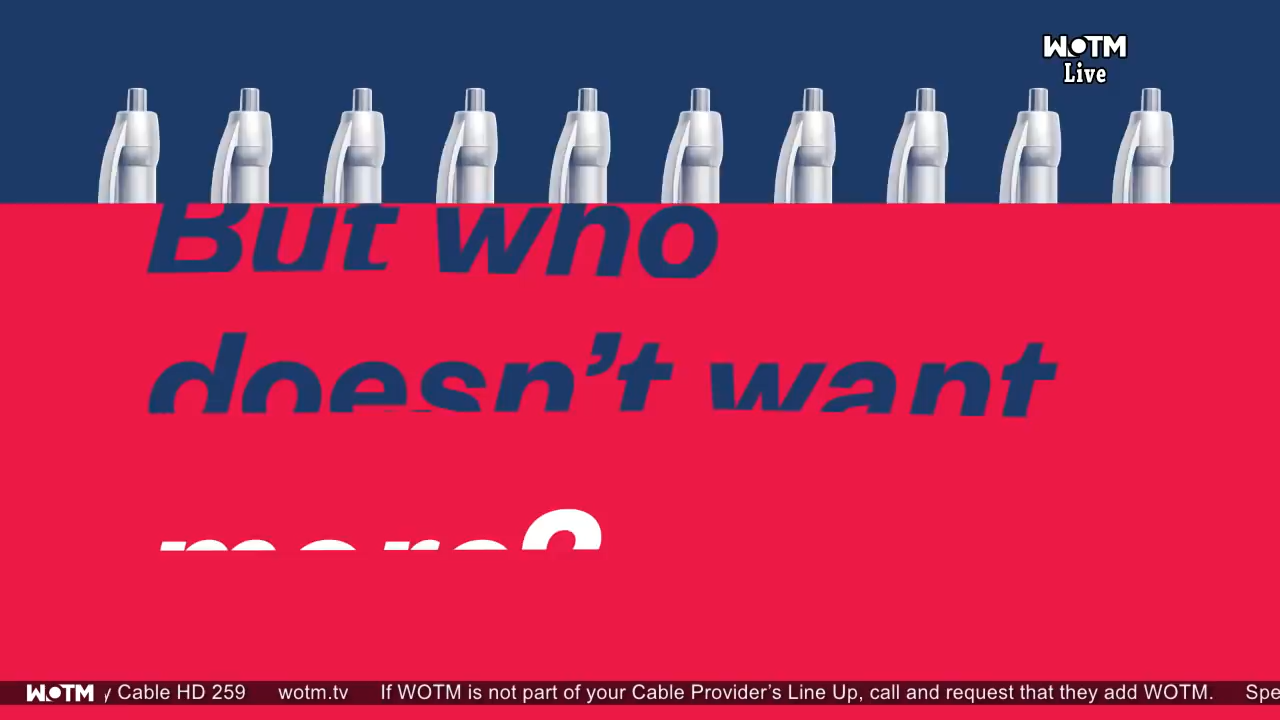 WOTM
Live
But who
doesn't want
more?
WOTM y Cable HD 259 wotm.tv If WOTM is not part of your Cable Provider's Line Up, call and request that they add WOTM. Spe